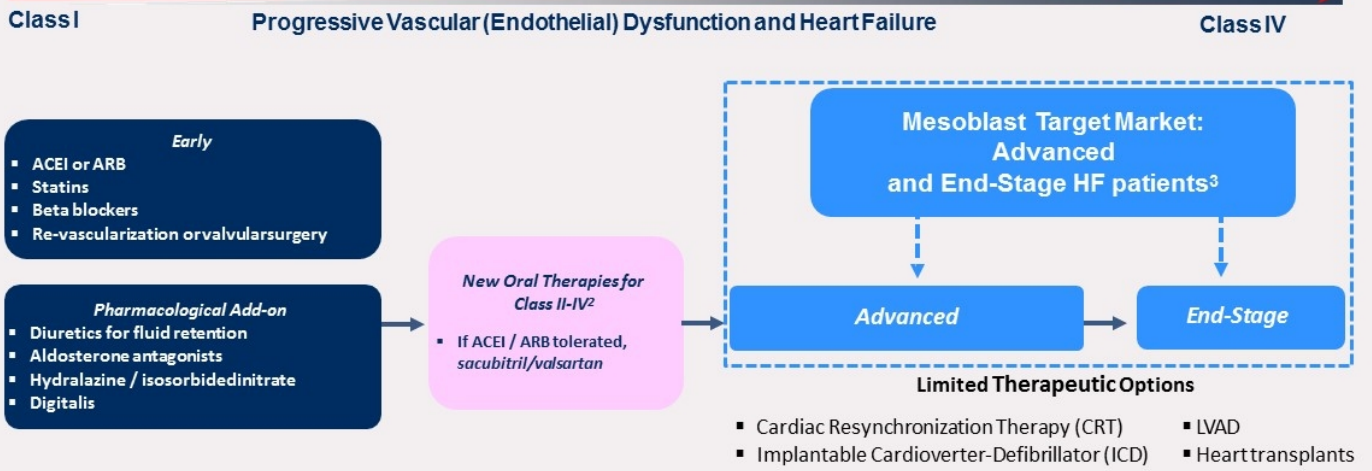 Class I
Progressive Vascular (Endothelial) Dysfunction and Heart Failure
Class IV
Early
▪ ACEI or ARB
▪ Statins
▪ Beta blockers
▪ Re-vascularization or valvularsurgery
Pharmacological Add-on
▪ Diuretics for fluid retention
▪ Aldosterone antagonists
▪ Hydralazine / isosorbidedinitrate
▪ Digitalis
New Oral Therapies for
Class II-IV²
▪ If ACEI / ARB tolerated,
sacubitril/valsartan
Mesoblast Target Market:
Advanced
and End-Stage HF patients³
Advanced
End-Stage
Limited Therapeutic Options
▪ Cardiac Resynchronization Therapy (CRT)
▪ Implantable Cardioverter-Defibrillator (ICD)
▪ LVAD
▪ Heart transplants